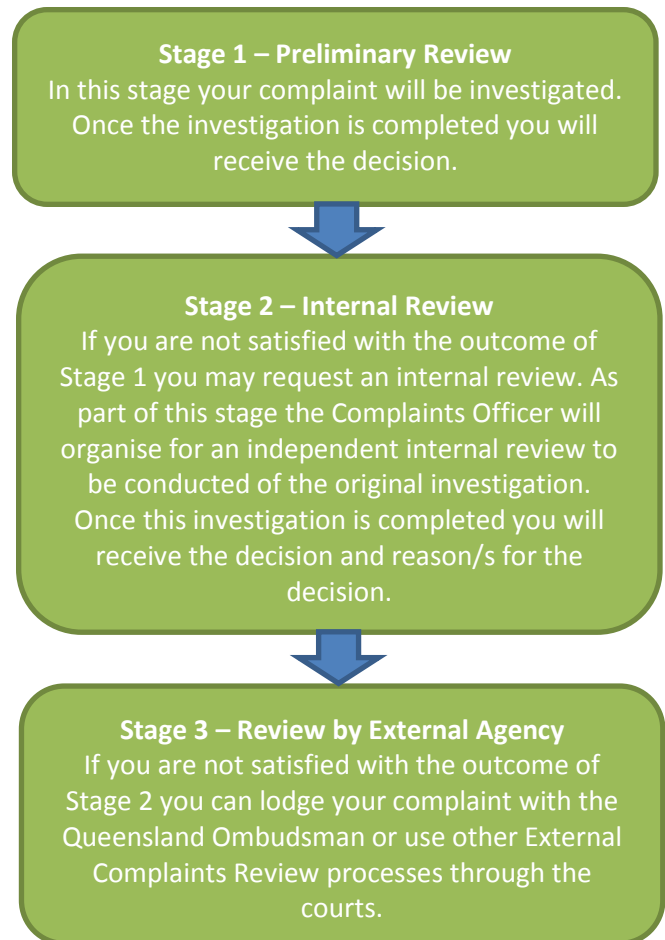 Stage 1 – Preliminary Review
In this stage your complaint will be investigated.
Once the investigation is completed you will
receive the decision.
Stage 2 – Internal Review
If you are not satisfied with the outcome of
Stage 1 you may request an internal review. As
part of this stage the Complaints Officer will
organise for an independent internal review to
be conducted of the original investigation.
Once this investigation is completed you will
receive the decision and reason/s for the
decision.
Stage 3 – Review by External Agency
If you are not satisfied with the outcome of
Stage 2 you can lodge your complaint with the
Queensland Ombudsman or use other External
Complaints Review processes through the
courts.